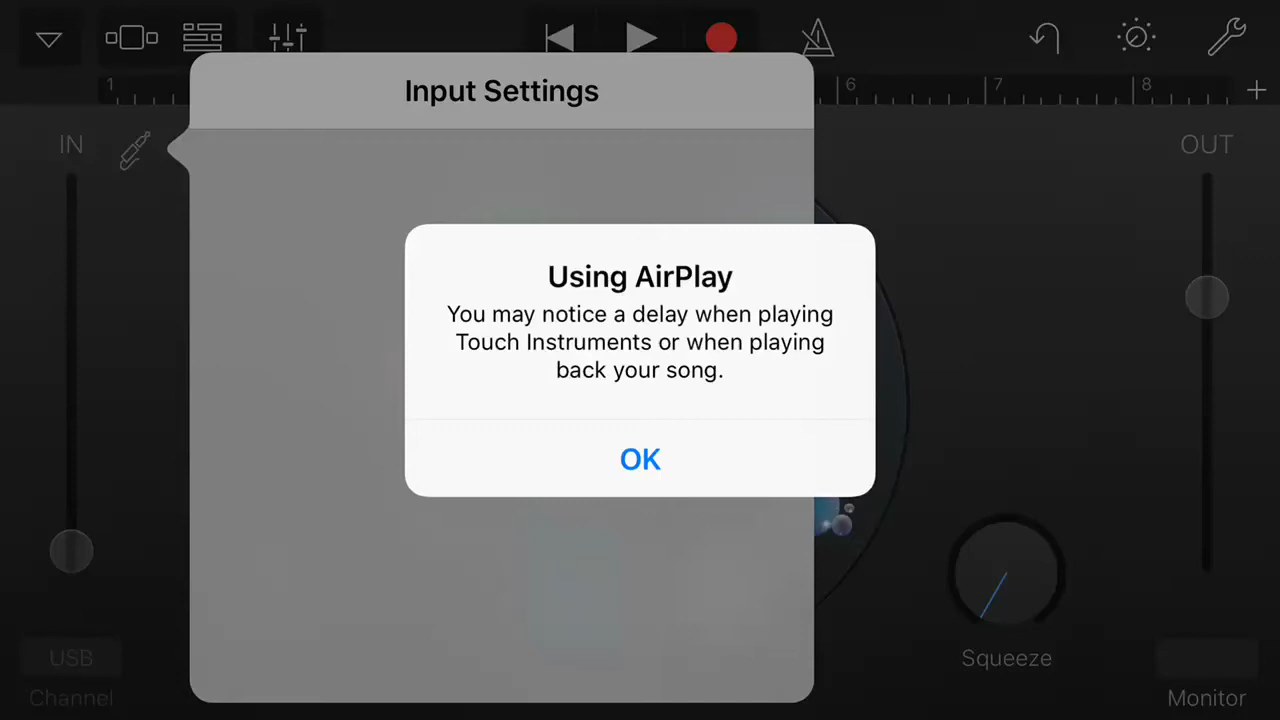 Input Settings
1
6
7
8
+
IN
OUT
Using AirPlay
You may notice a delay when playing
Touch Instruments or when playing
back your song.
OK
USB
Channel
Squeeze
Monitor